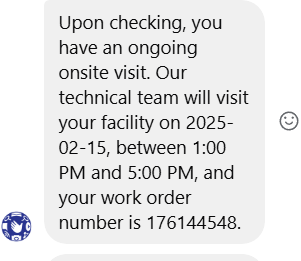 Upon checking, you
have an ongoing
onsite visit. Our
technical team will visit
your facility on 2025-
02-15, between 1:00
PM and 5:00 PM, and
your work order
number is 176144548.